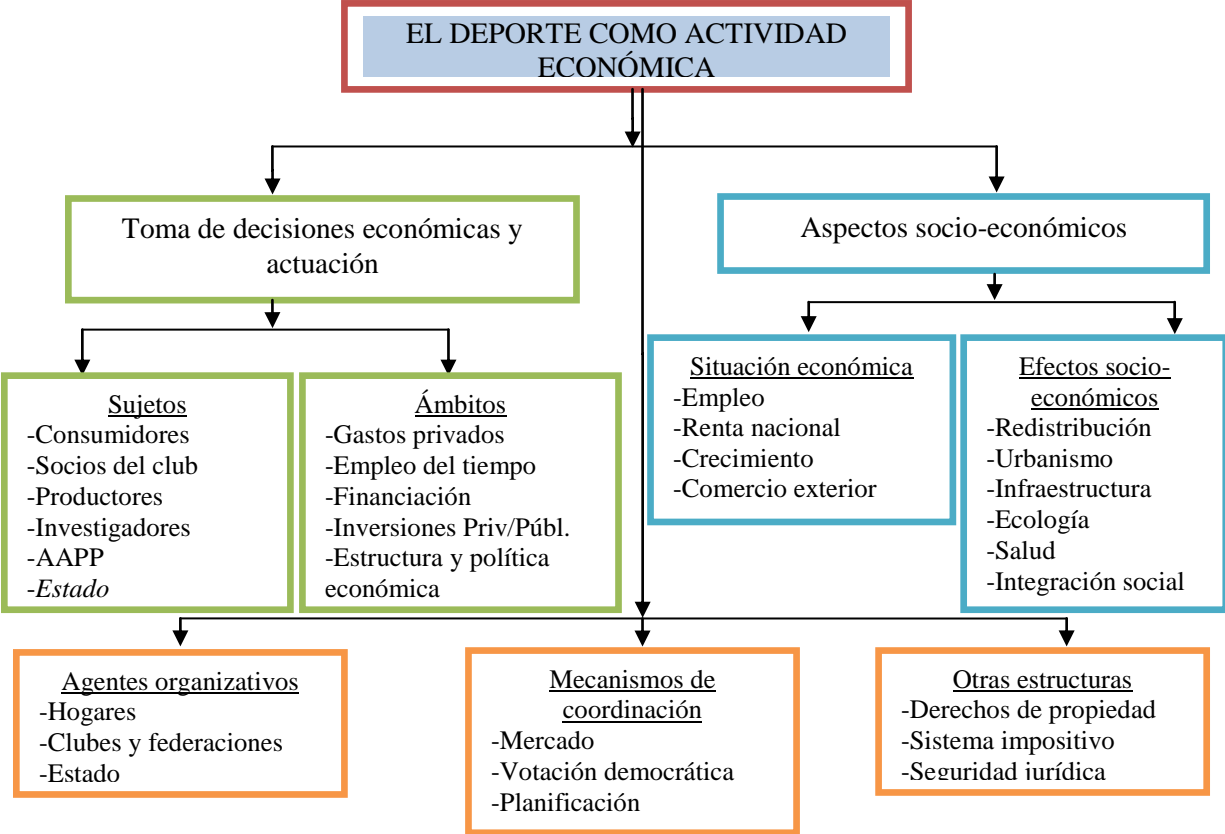 EL DEPORTE COMO ACTIVIDAD
ECONÓMICA
Toma de decisiones económicas y
actuación
Aspectos socio-económicos
Sujetos
-Consumidores
-Socios del club
-Productores
-Investigadores
-AAPP
-Estado
Ámbitos
-Gastos privados
-Empleo del tiempo
-Financiación
-Inversiones Priv/Públ.
-Estructura y política
económica
Situación económica
-Empleo
-Renta nacional
-Crecimiento
-Comercio exterior
Efectos socio-
económicos
-Redistribución
-Urbanismo
-Infraestructura
-Ecología
-Salud
-Integración social
Agentes organizativos
-Hogares
-Clubes y federaciones
-Estado
Mecanismos de
coordinación
-Mercado
-Votación democrática
-Planificación
Otras estructuras
-Derechos de propiedad
-Sistema impositivo
-Seguridad jurídica